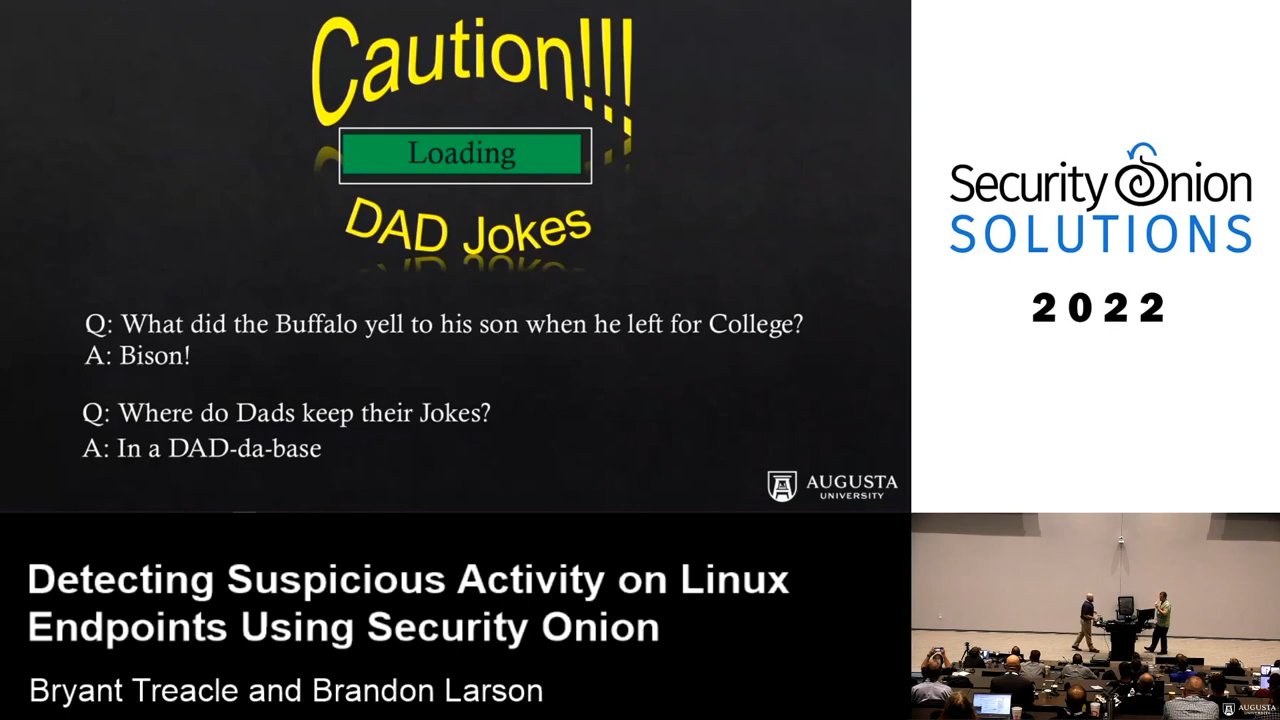 Caution!!!
Loading
DAD Jokes
Q: What did the Buffalo yell to his son when he left for College?
A: Bison!
Q: Where do Dads keep their Jokes?
A: In a DAD-da-base
AUGUSTA
UNIVERSITY
Security Onion
SOLUTIONS
2022
Detecting Suspicious Activity on Linux
Endpoints Using Security Onion
Bryant Treacle and Brandon Larson
AUGUSTA